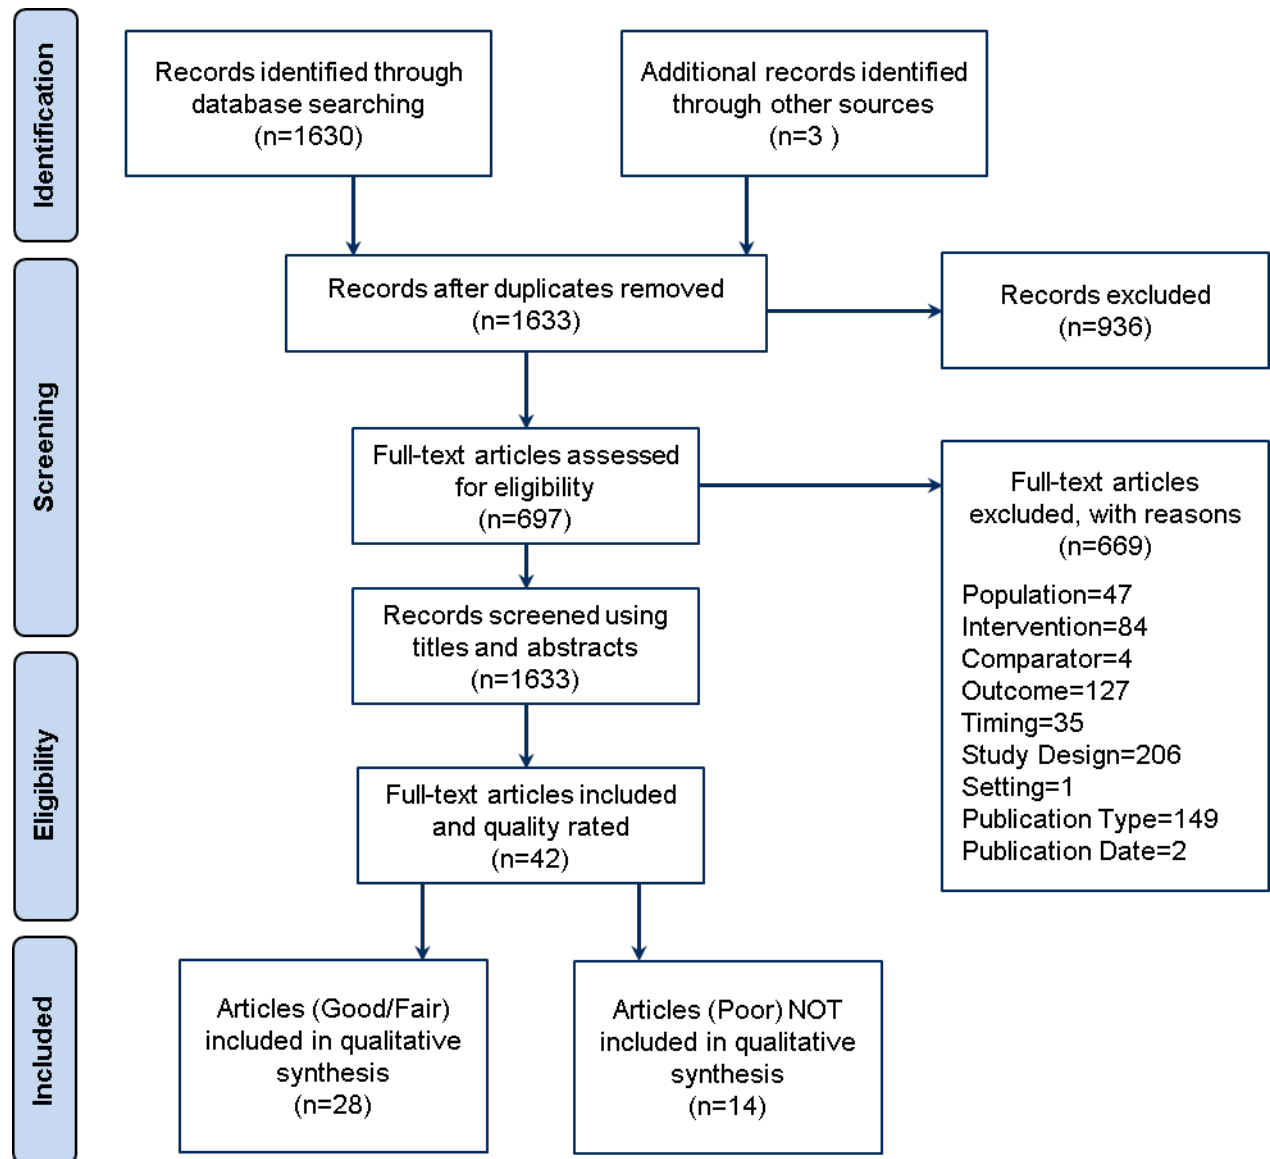 Identification
Records identified through
database searching
(n=1630)
Additional records identified
through other sources
(n=3 )
Screening
Records after duplicates removed
(n=1633)
Records excluded
(n=936)
Full-text articles assessed
for eligibility
(n=697)
Full-text articles
excluded, with reasons
(n=669)
Population=47
Intervention=84
Comparator=4
Outcome=127
Timing=35
Study Design=206
Setting=1
Publication Type=149
Publication Date=2
Records screened using
titles and abstracts
(n=1633)
Eligibility
Full-text articles included
and quality rated
(n=42)
Included
Articles (Good/Fair)
included in qualitative
synthesis
(n=28)
Articles (Poor) NOT
included in qualitative
synthesis
(n=14)